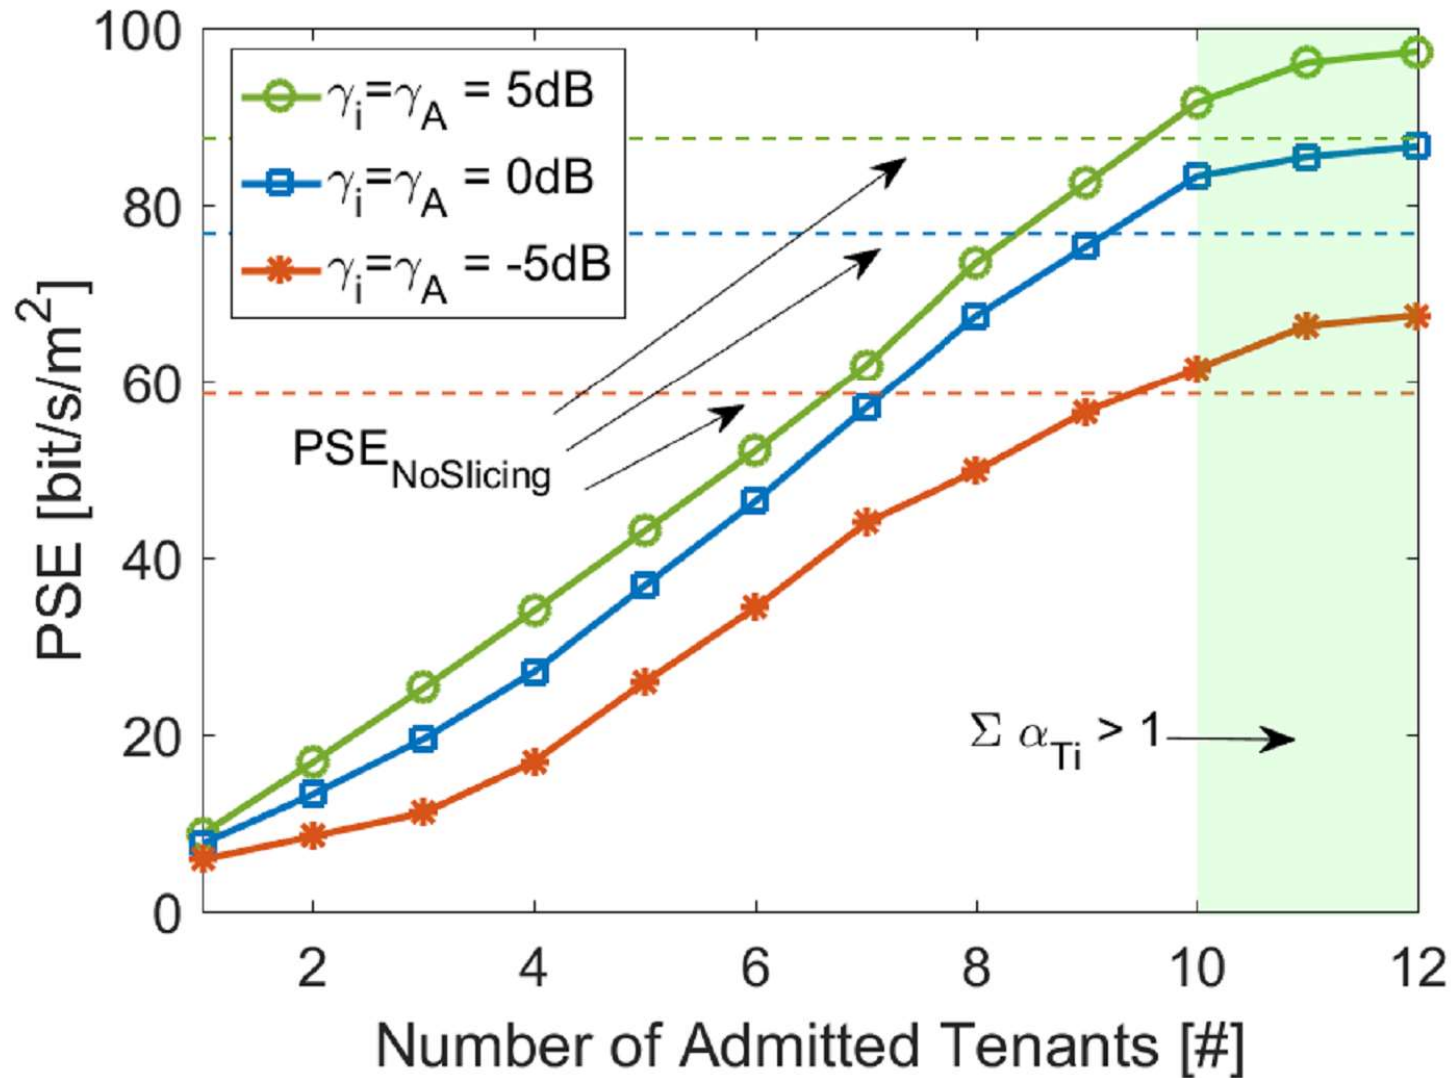 100
80
60
40
20
0
PSE [bit/s/m²]
γi=γA = 5dB
γi=γA = 0dB
γi=γA = -5dB
PSENoSlicing
Σ αTi > 1
2 4 6 8 10 12
Number of Admitted Tenants [#]